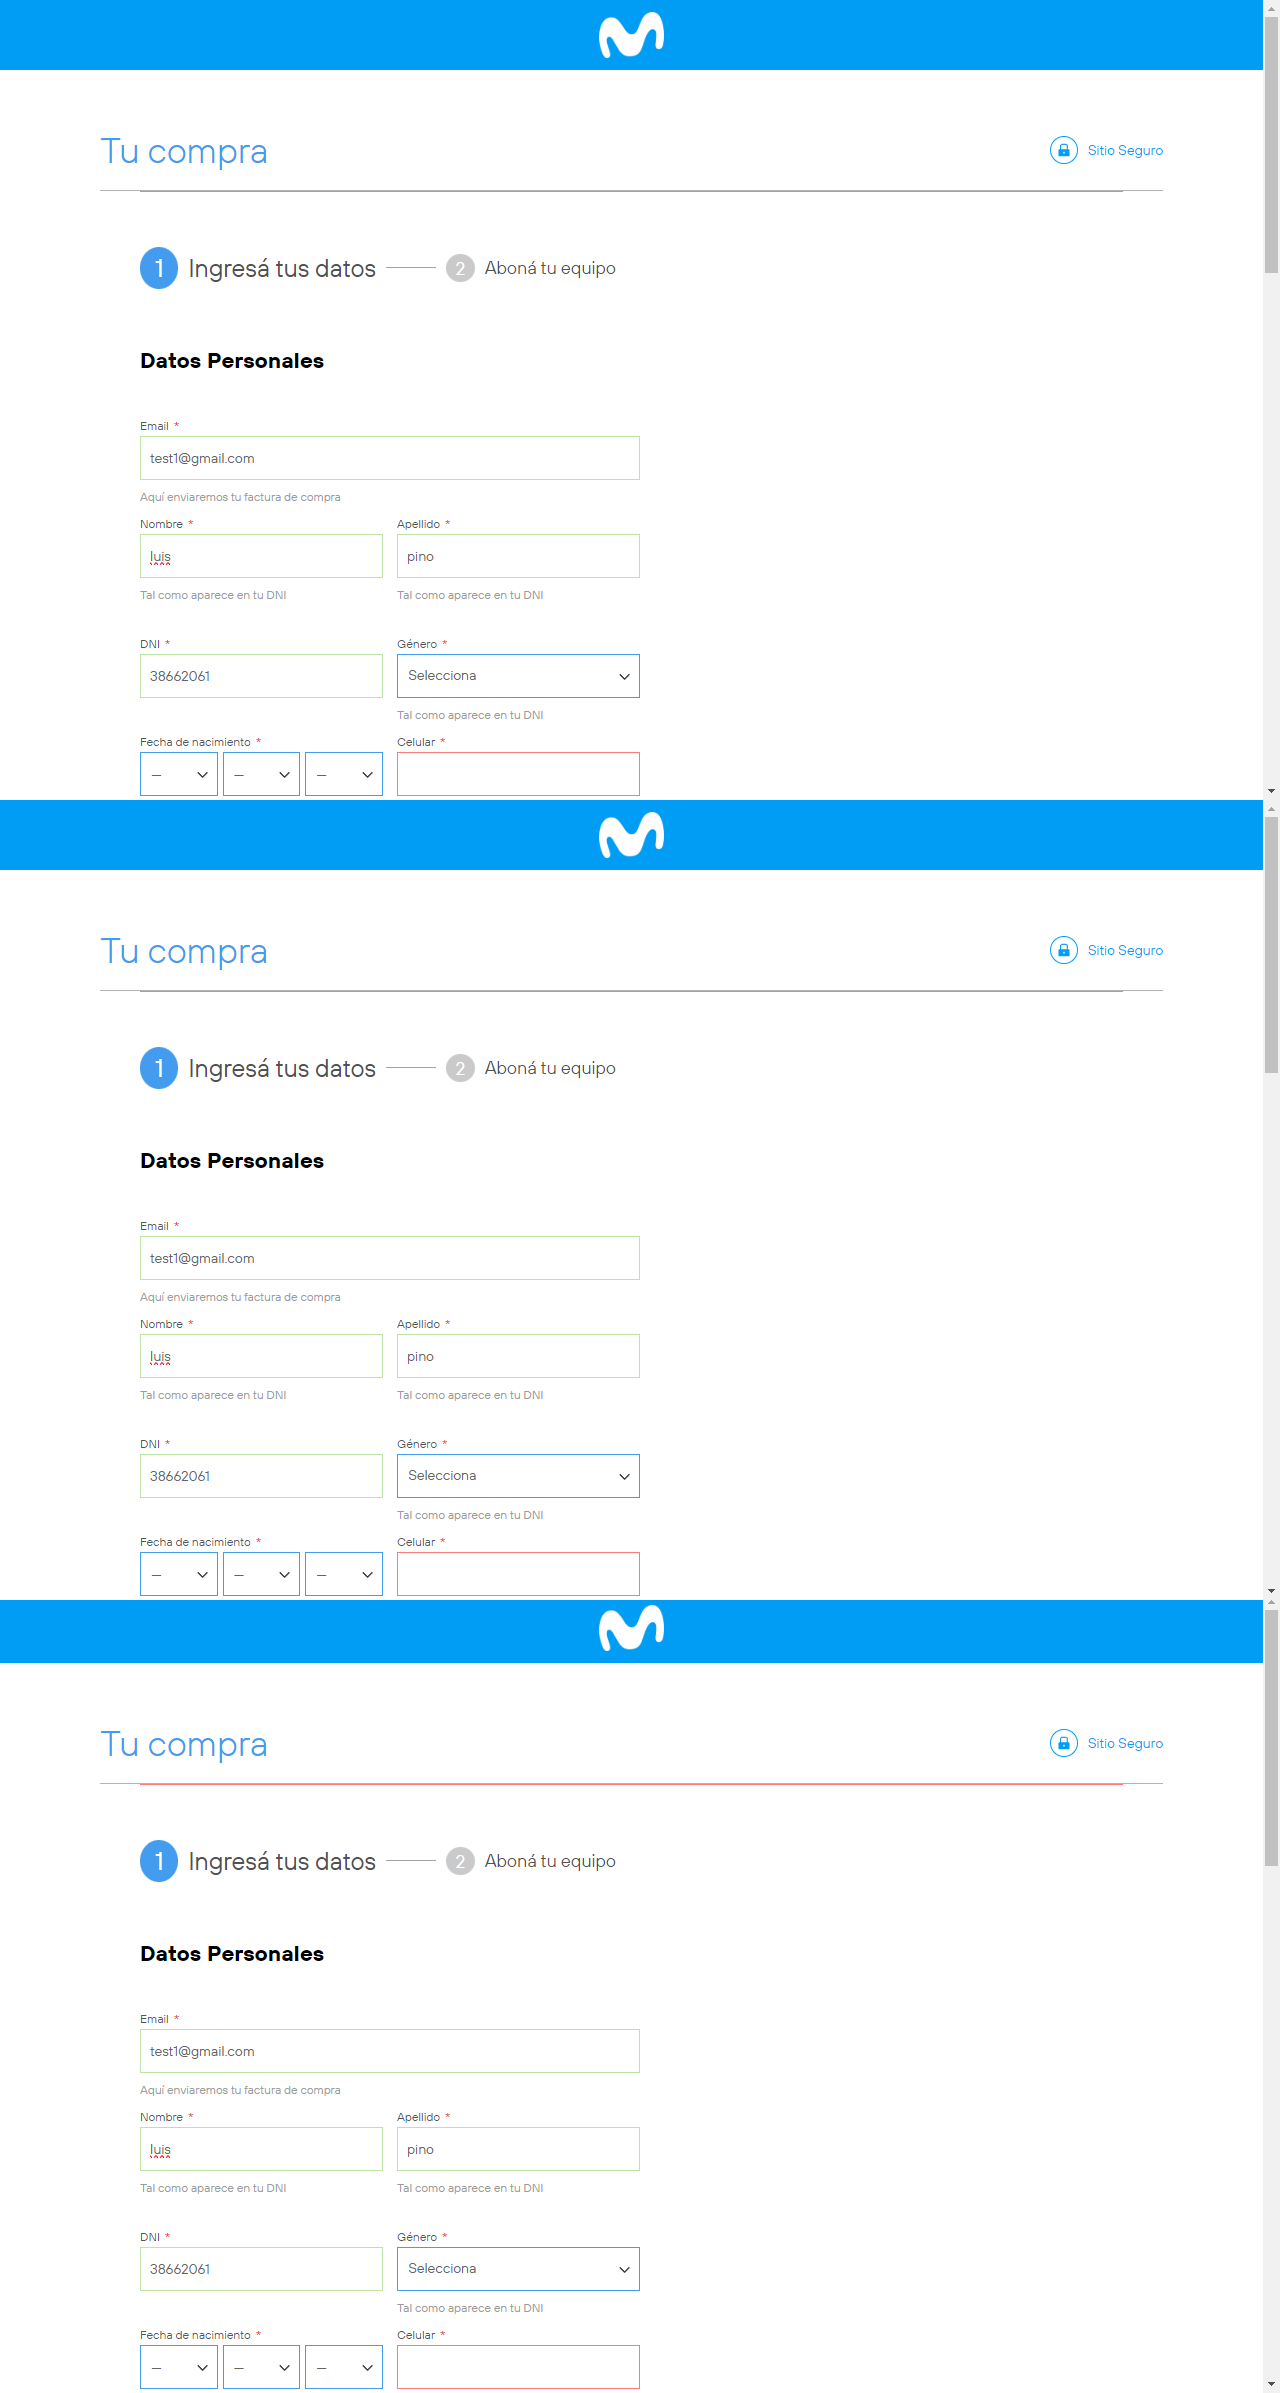 Tu compra
Sitio Seguro
1 Ingresá tus datos 2 Aboná tu equipo
Datos Personales
Email *
test1@gmail.com
Aquí enviaremos tu factura de compra
Nombre * Apellido *
luis pino
Tal como aparece en tu DNI Tal como aparece en tu DNI
DNI * Género *
38662061 Selecciona
Tal como aparece en tu DNI
Fecha de nacimiento * Celular *
— — —
Tu compra
Sitio Seguro
1 Ingresá tus datos 2 Aboná tu equipo
Datos Personales
Email *
test1@gmail.com
Aquí enviaremos tu factura de compra
Nombre * Apellido *
luis pino
Tal como aparece en tu DNI Tal como aparece en tu DNI
DNI * Género *
38662061 Selecciona
Tal como aparece en tu DNI
Fecha de nacimiento * Celular *
— — —
Tu compra
Sitio Seguro
1 Ingresá tus datos 2 Aboná tu equipo
Datos Personales
Email *
test1@gmail.com
Aquí enviaremos tu factura de compra
Nombre * Apellido *
luis pino
Tal como aparece en tu DNI Tal como aparece en tu DNI
DNI * Género *
38662061 Selecciona
Tal como aparece en tu DNI
Fecha de nacimiento * Celular *
— — —